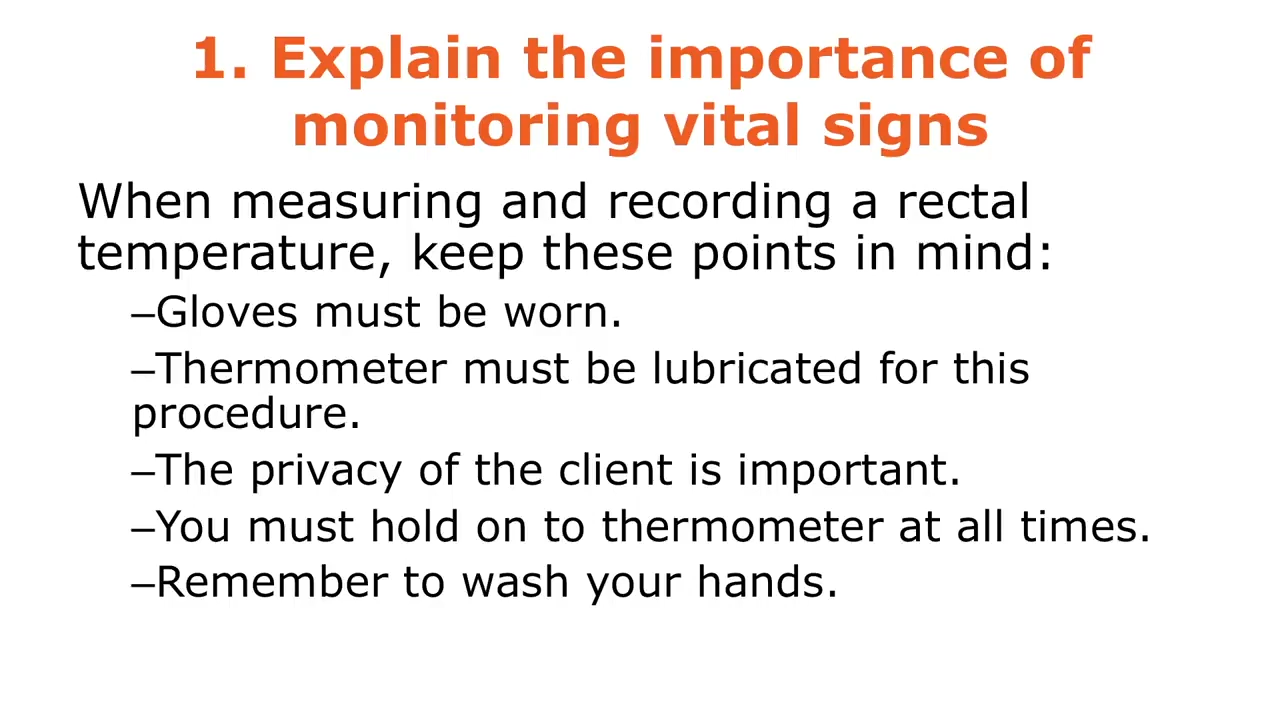 1. Explain the importance of
monitoring vital signs
When measuring and recording a rectal
temperature, keep these points in mind:
–Gloves must be worn.
–Thermometer must be lubricated for this
procedure.
–The privacy of the client is important.
–You must hold on to thermometer at all times.
–Remember to wash your hands.